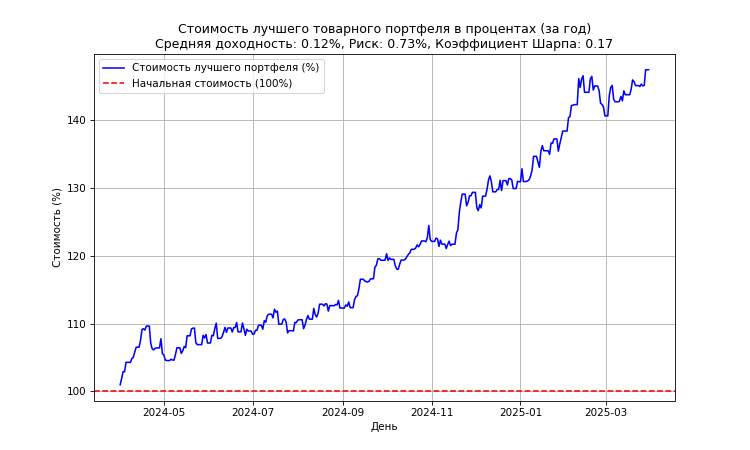 Стоимость лучшего товарного портфеля в процентах (за год)
Средняя доходность: 0.12%, Риск: 0.73%, Коэффициент Шарпа: 0.17
Стоимость лучшего портфеля (%)
Начальная стоимость (100%)
Стоимость (%)
140
130
120
110
100
2024-05
2024-07
2024-09
2024-11
2025-01
2025-03
День